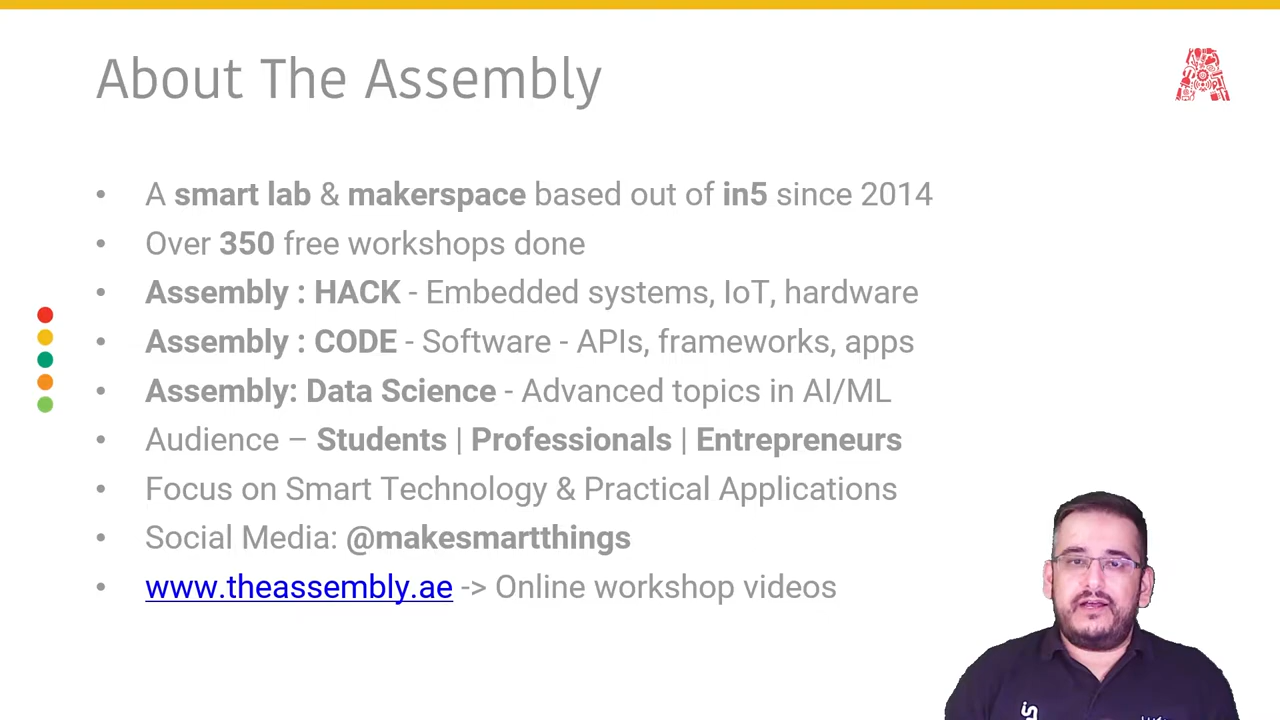 About The Assembly
• A smart lab & makerspace based out of in5 since 2014
• Over 350 free workshops done
• Assembly : HACK - Embedded systems, IoT, hardware
• Assembly : CODE - Software - APIs, frameworks, apps
• Assembly: Data Science - Advanced topics in AI/ML
• Audience – Students | Professionals | Entrepreneurs
• Focus on Smart Technology & Practical Applications
• Social Media: @makesmartthings
• www.theassembly.ae -> Online workshop videos